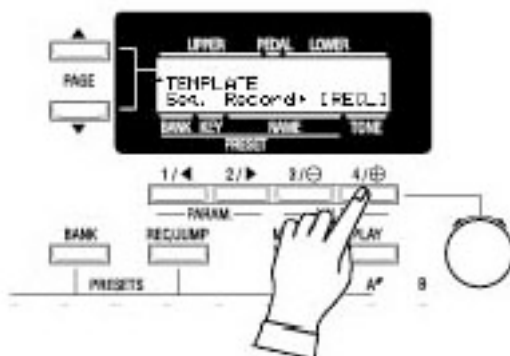 UPPER PEDAL LOWER
TEMPLATE
PAGE
Seq. Record▸ [REQ.]
BANK KEY NAME TONE
PRESET
1/◀ 2/▶ 3/⊖ 4/⊕
PARAM.
BANK REC/JUMP PLAY
PRESETS
B